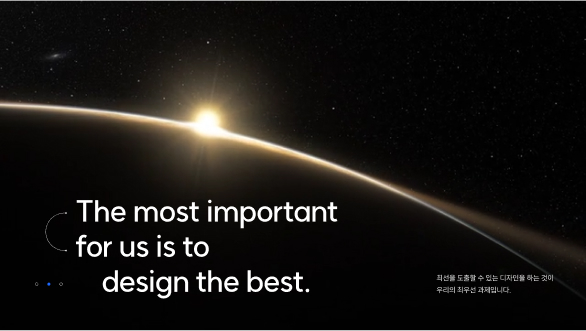 The most important
for us is to
design the best.
최선을 도출할 수 있는 디자인을 하는 것이
우리의 최우선 과제입니다.